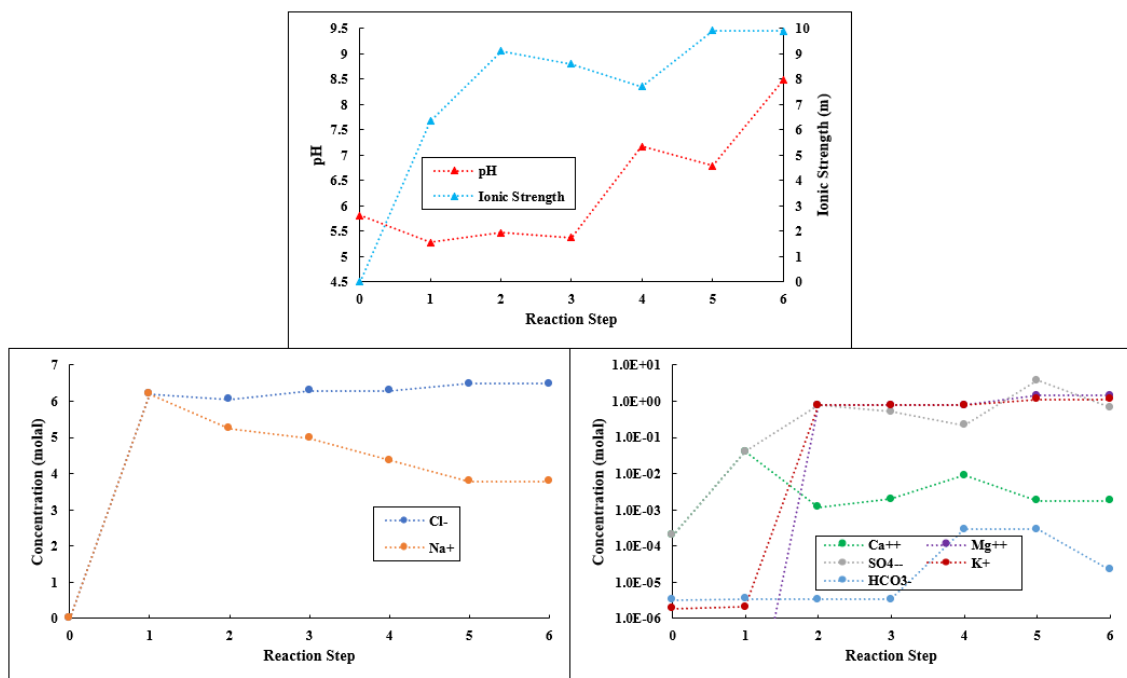 9.5
9
8.5
8
7.5
7
6.5
6
5.5
5
4.5
pH
10
9
8
7
6
5
4
3
2
1
0
Ionic Strength (m)
pH
Ionic Strength
0 1 2 3 4 5 6
Reaction Step
7
6
5
4
3
2
1
0
Concentration (molal)
Cl-
Na+
0 1 2 3 4 5 6
Reaction Step
1.0E+01
1.0E+00
1.0E-01
1.0E-02
1.0E-03
1.0E-04
1.0E-05
1.0E-06
Concentration (molal)
Ca++ Mg++
SO4-- K+
HCO3-
0 1 2 3 4 5 6
Reaction Step